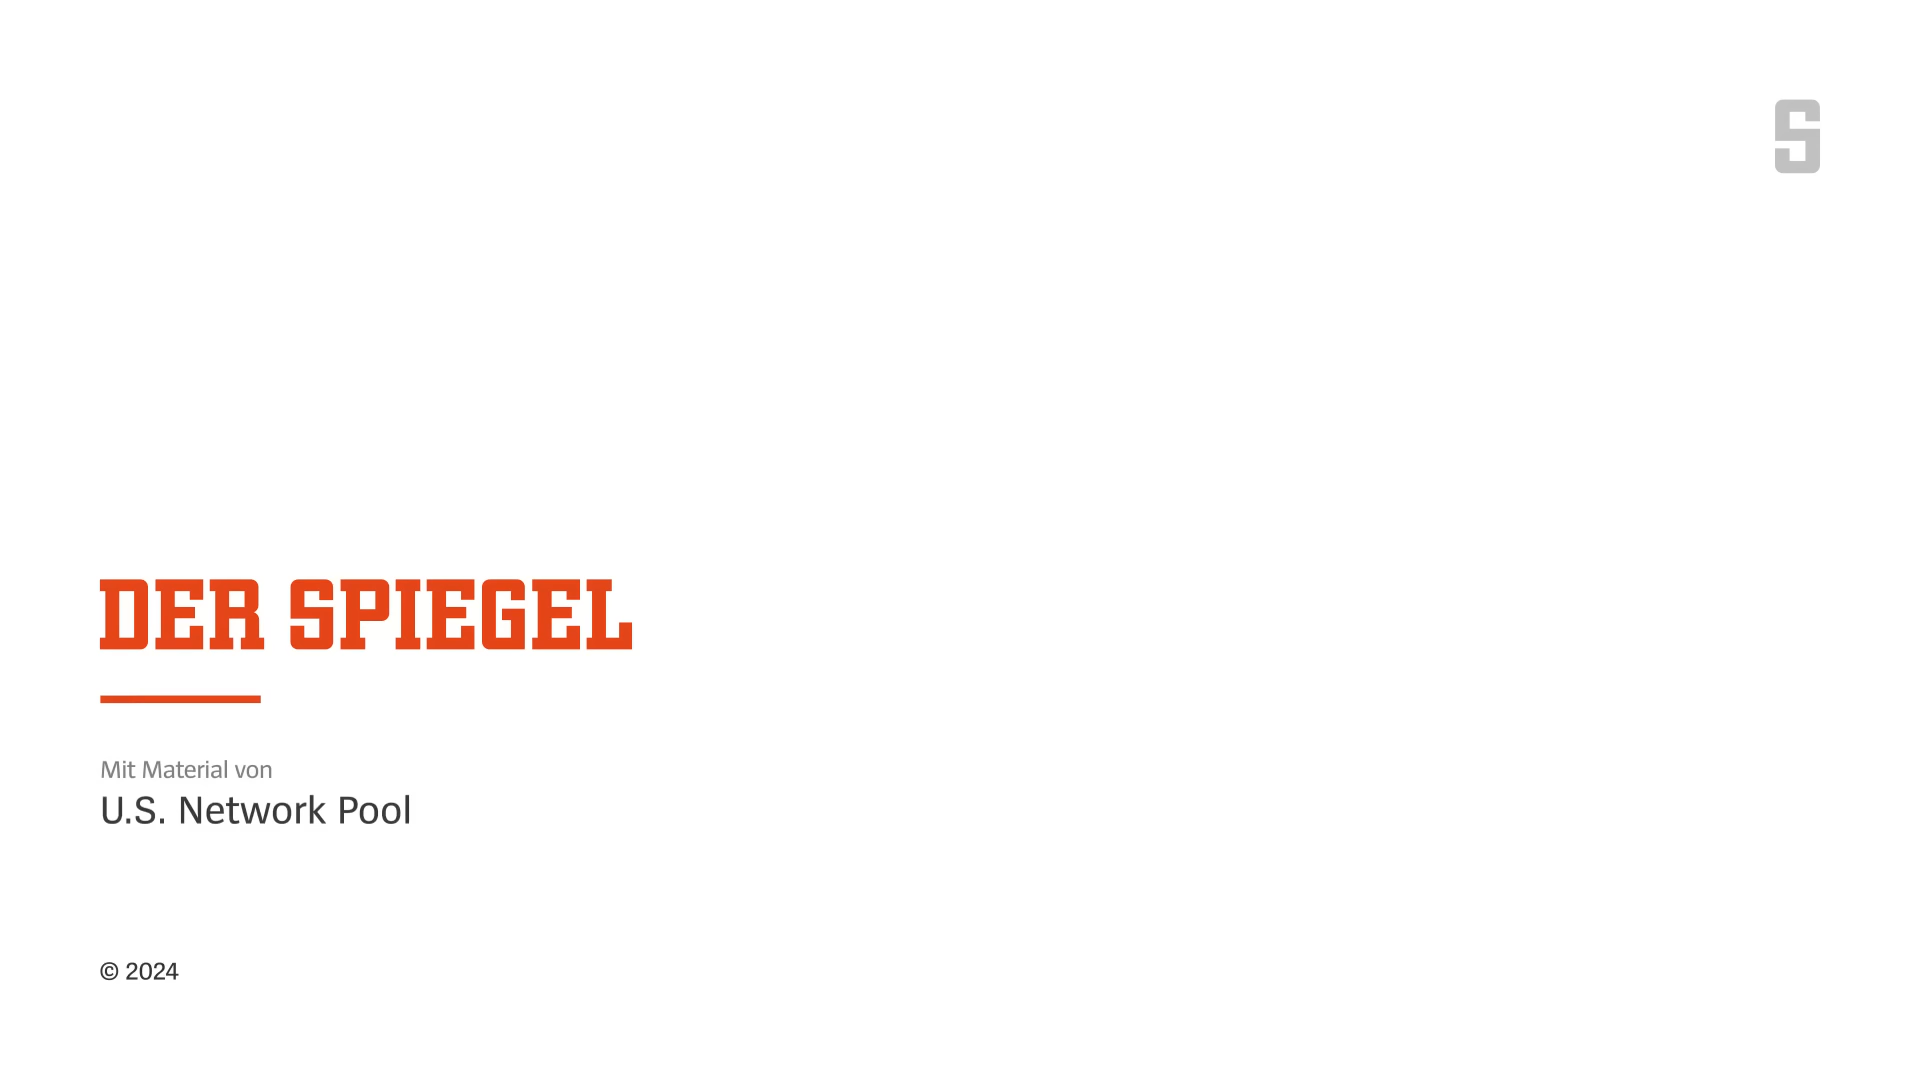 S
DER SPIEGEL
Mit Material von
U.S. Network Pool
© 2024